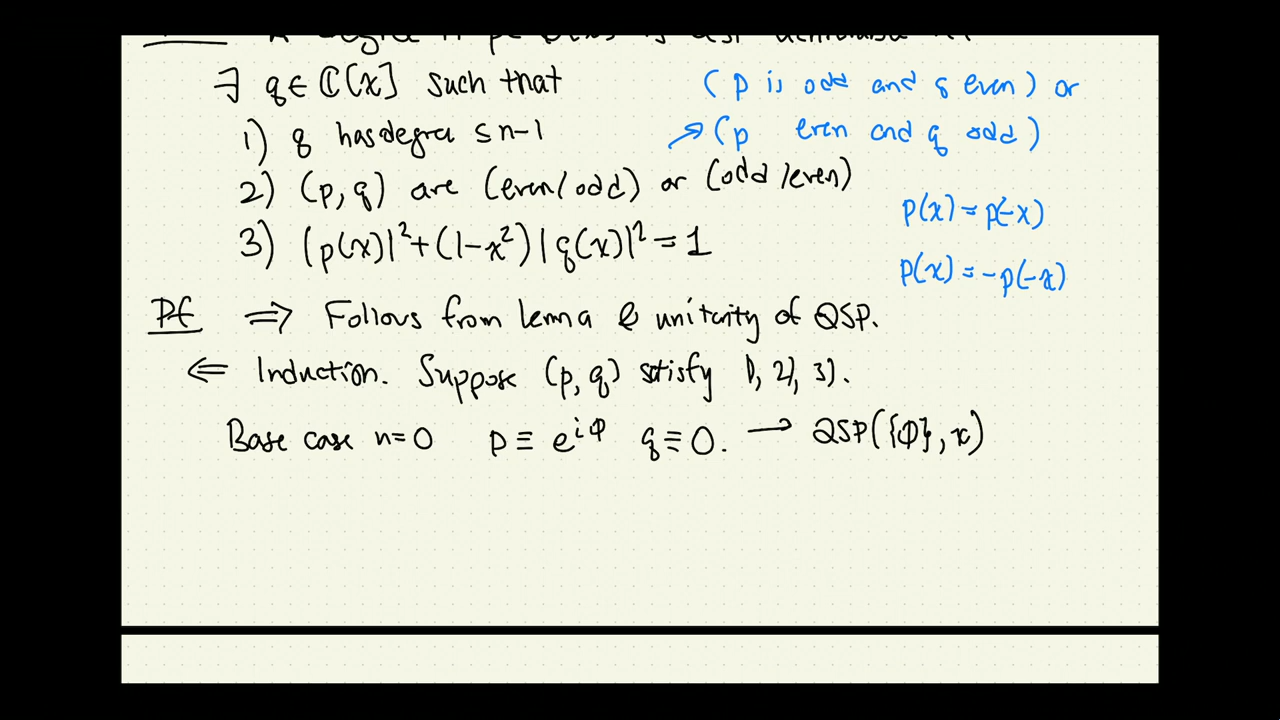 ∃ q ∈ ℂ[x] such that
(p is odd and q even) or
1) q has degree ≤ n-1
→ (p even and q odd)
2) (p, q) are (even/odd) or (odd/even)
p(x) = p(-x)
3) |p(x)|² + (1-x²)|q(x)|² = 1
p(x) = -p(-x)
Pf ⟹ Follows from lemma & unitarity of QSP.
⟸ Induction. Suppose (p, q) satisfy 1), 2), 3).
Base case n=0 p ≡ e^{iφ} q ≡ 0. → QSP({φ}, x)